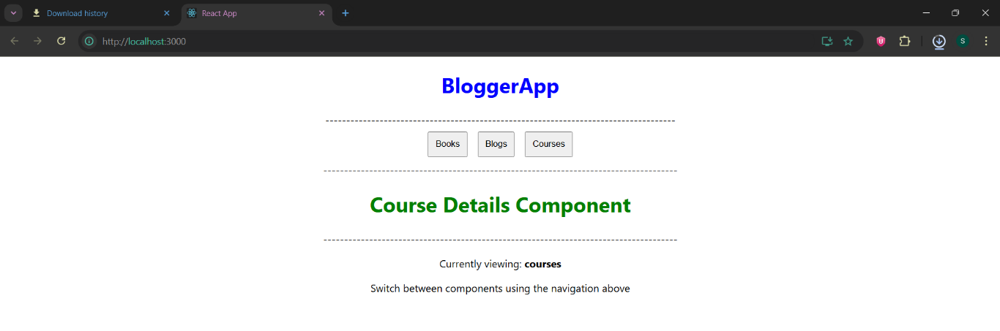 Download history
React App
http://localhost:3000
S
BloggerApp
--------------------------------------------------------------------------------------
Books Blogs Courses
---------------------------------------------------------------------------------------
Course Details Component
---------------------------------------------------------------------------------------
Currently viewing: courses
Switch between components using the navigation above